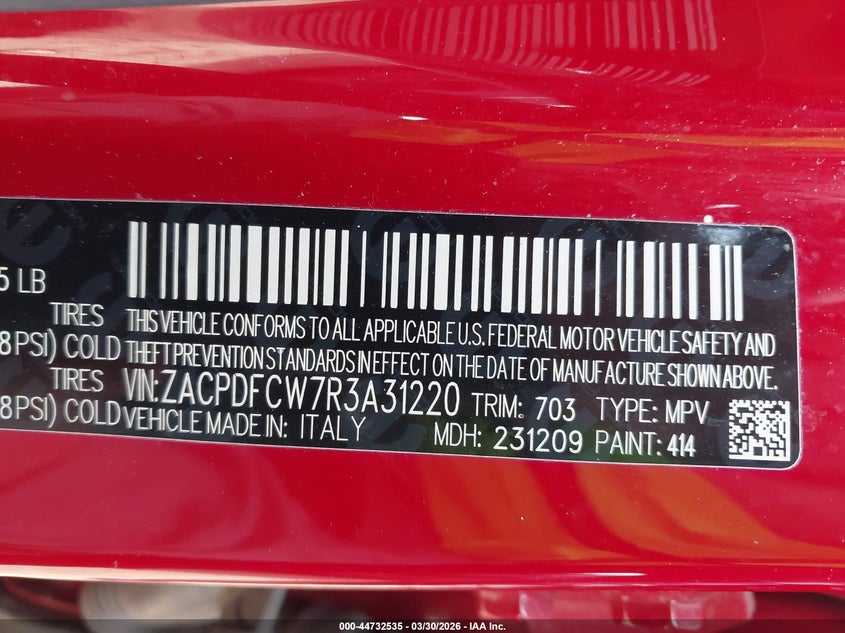 5 LB
TIRES
8PSI) COLD
TIRES
8PSI) COLD
THIS VEHICLE CONFORMS TO ALL APPLICABLE U.S. FEDERAL MOTOR VEHICLE SAFETY AND
THEFT PREVENTION STANDARDS IN EFFECT ON THE DATE OF MANUFACTURE SHOWN ABOVE.
VIN:ZACPDFCW7R3A31220 TRIM: 703 TYPE: MPV
VEHICLE MADE IN: ITALY MDH: 231209 PAINT: 414
000-44732535 - 03/30/2026 - IAA Inc.